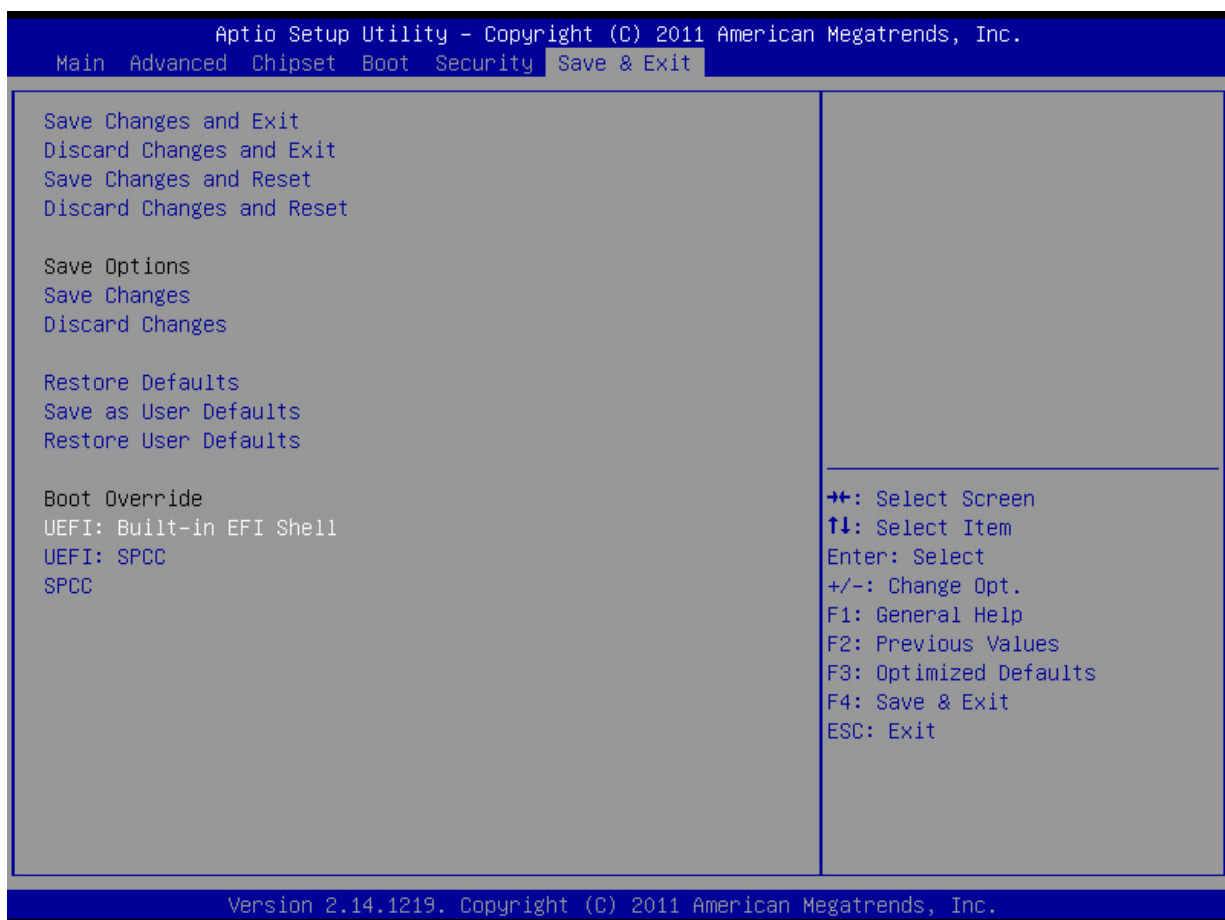 Aptio Setup Utility – Copyright (C) 2011 American Megatrends, Inc.
Main Advanced Chipset Boot Security Save & Exit
Save Changes and Exit
Discard Changes and Exit
Save Changes and Reset
Discard Changes and Reset
Save Options
Save Changes
Discard Changes
Restore Defaults
Save as User Defaults
Restore User Defaults
Boot Override
UEFI: Built-in EFI Shell
UEFI: SPCC
SPCC
→←: Select Screen
↑↓: Select Item
Enter: Select
+/-: Change Opt.
F1: General Help
F2: Previous Values
F3: Optimized Defaults
F4: Save & Exit
ESC: Exit
Version 2.14.1219. Copyright (C) 2011 American Megatrends, Inc.